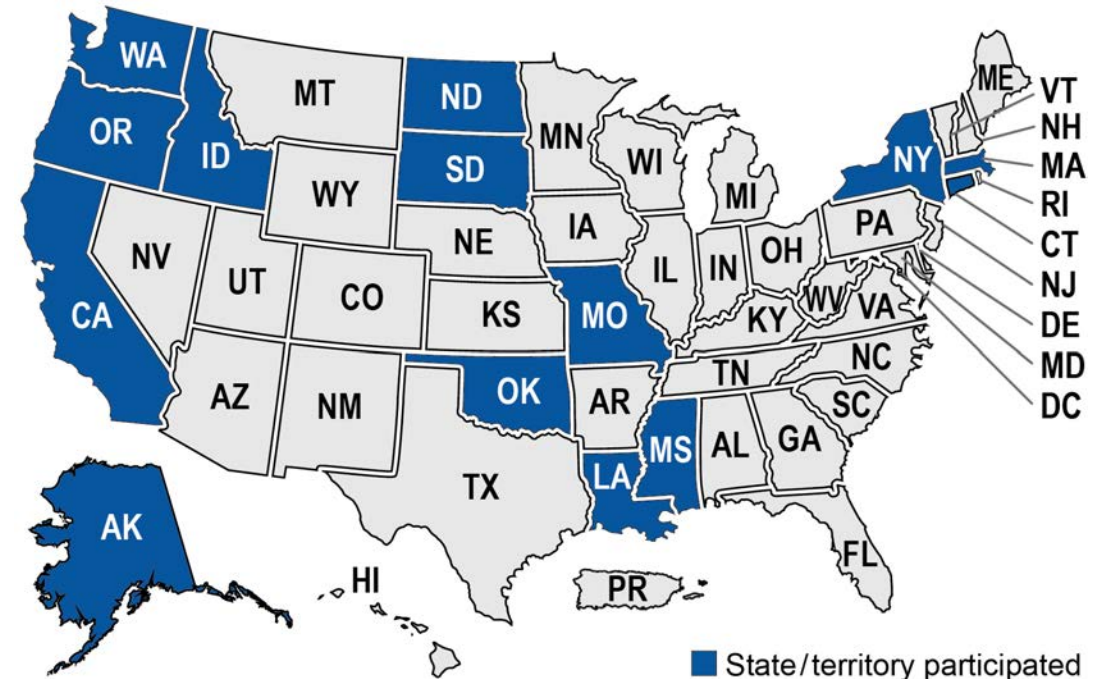 WA
MT
ND
MN
ME
VT
NH
MA
RI
CT
NJ
DE
MD
DC
OR
ID
SD
WI
NY
WY
MI
NE
IA
PA
NV
UT
CO
IL
IN
OH
WV
VA
CA
KS
MO
KY
NC
AZ
NM
OK
AR
TN
SC
MS
AL
GA
LA
TX
AK
FL
HI
PR
State/territory participated